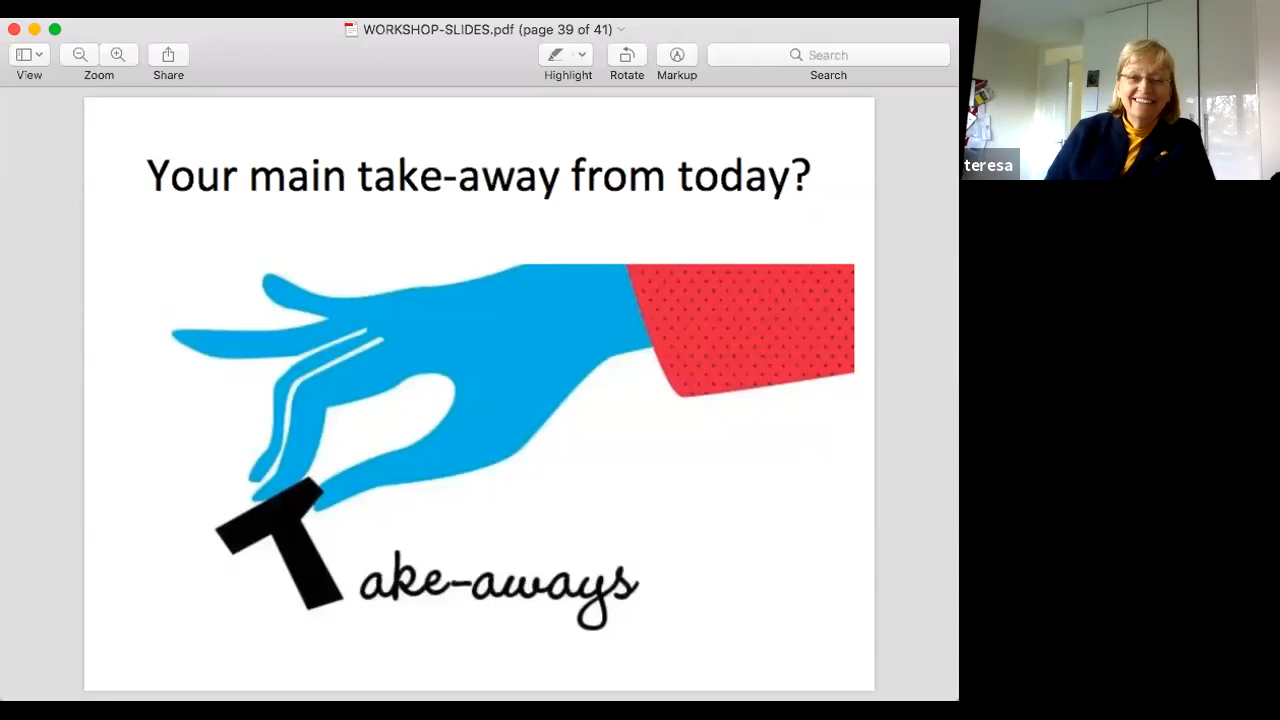 WORKSHOP-SLIDES.pdf (page 39 of 41)
View
Zoom
Share
Highlight
Rotate
Markup
Search
Search
teresa
Your main take-away from today?
Take-aways